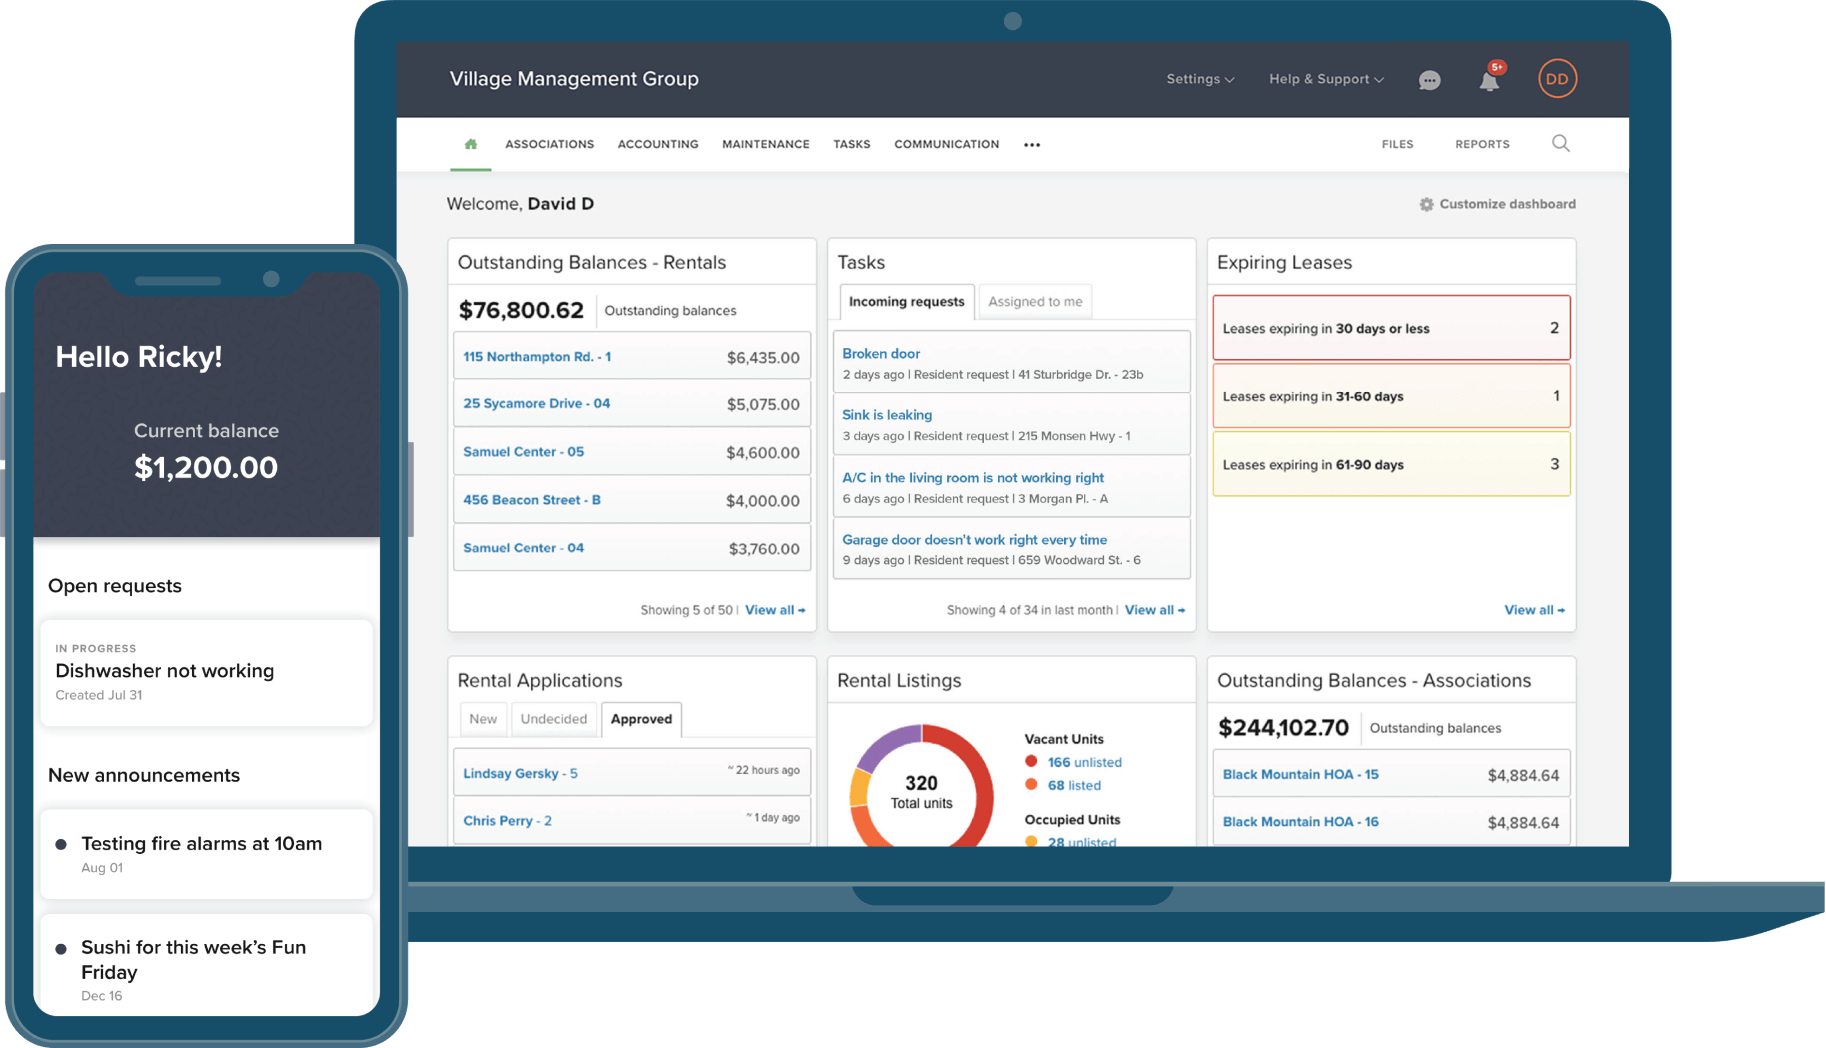 Village Management Group
Settings
Help & Support
5+
DD
ASSOCIATIONS
ACCOUNTING
MAINTENANCE
TASKS
COMMUNICATION
•••
FILES
REPORTS
Welcome, David D
Customize dashboard
Outstanding Balances - Rentals
$76,800.62 Outstanding balances
115 Northampton Rd. - 1 $6,435.00
25 Sycamore Drive - 04 $5,075.00
Samuel Center - 05 $4,600.00
456 Beacon Street - B $4,000.00
Samuel Center - 04 $3,760.00
Showing 5 of 50 | View all →
Tasks
Incoming requests
Assigned to me
Broken door
2 days ago | Resident request | 41 Sturbridge Dr. - 23b
Sink is leaking
3 days ago | Resident request | 215 Monsen Hwy - 1
A/C in the living room is not working right
6 days ago | Resident request | 3 Morgan Pl. - A
Garage door doesn't work right every time
9 days ago | Resident request | 659 Woodward St. - 6
Showing 4 of 34 in last month | View all →
Expiring Leases
Leases expiring in 30 days or less 2
Leases expiring in 31-60 days 1
Leases expiring in 61-90 days 3
View all →
Rental Applications
New
Undecided
Approved
Lindsay Gersky - 5 ~ 22 hours ago
Chris Perry - 2 ~ 1 day ago
Rental Listings
320
Total units
Vacant Units
166 unlisted
68 listed
Occupied Units
28 unlisted
Outstanding Balances - Associations
$244,102.70 Outstanding balances
Black Mountain HOA - 15 $4,884.64
Black Mountain HOA - 16 $4,884.64
Hello Ricky!
Current balance
$1,200.00
Open requests
IN PROGRESS
Dishwasher not working
Created Jul 31
New announcements
Testing fire alarms at 10am
Aug 01
Sushi for this week's Fun
Friday
Dec 16